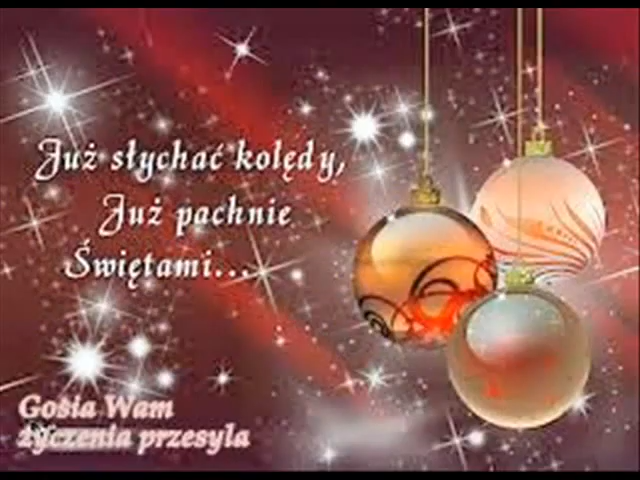 Już słychać kolędy,
Już pachnie
Świętami...
Gosia Wam
życzenia przesyla